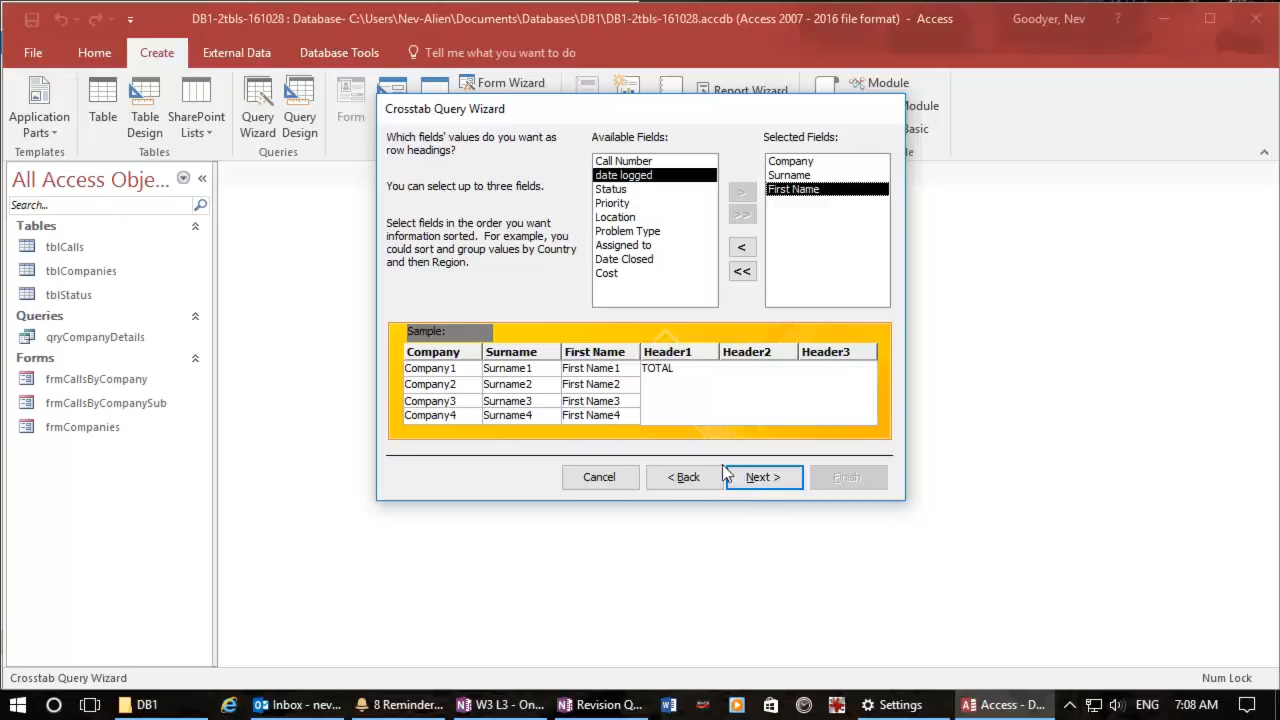 DB1-2tbls-161028 : Database- C:\Users\Nev-Alien\Documents\Databases\DB1\DB1-2tbls-161028.accdb (Access 2007 - 2016 file format) - Access
Goodyer, Nev
?
File Home Create External Data Database Tools Tell me what you want to do
Application Parts
Table
Table Design
SharePoint Lists
Query Wizard
Query Design
Form
Form Wizard
Report Wizard
Module
Templates
Tables
Queries
All Access Obje...
Search...
Tables
tblCalls
tblCompanies
tblStatus
Queries
qryCompanyDetails
Forms
frmCallsByCompany
frmCallsByCompanySub
frmCompanies
Crosstab Query Wizard
Which fields' values do you want as
row headings?
You can select up to three fields.
Select fields in the order you want
information sorted. For example, you
could sort and group values by Country
and then Region.
Available Fields:
Call Number
date logged
Status
Priority
Location
Problem Type
Assigned to
Date Closed
Cost
>
>>
<
<<
Selected Fields:
Company
Surname
First Name
Sample:
Company Surname First Name Header1 Header2 Header3
Company1 Surname1 First Name1 TOTAL
Company2 Surname2 First Name2
Company3 Surname3 First Name3
Company4 Surname4 First Name4
Cancel < Back Next > Finish
Crosstab Query Wizard
Num Lock
DB1 Inbox - nev... 8 Reminder... W3 L3 - On... Revision Q... Settings Access - D... ENG 7:08 AM